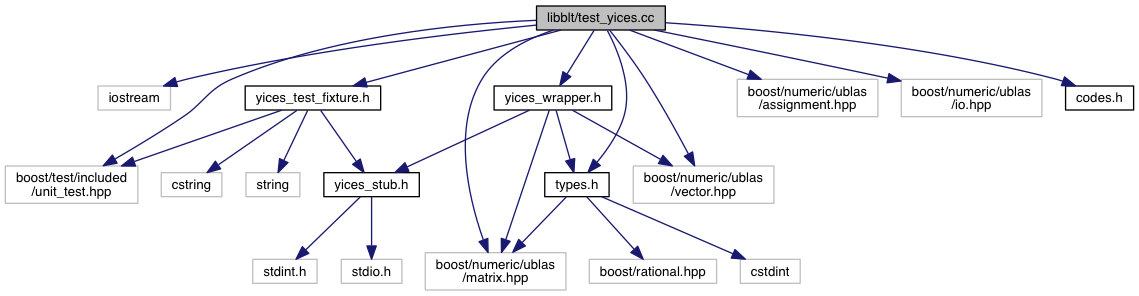 libblt/test_yices.cc
iostream
yices_test_fixture.h
yices_wrapper.h
boost/numeric/ublas
/assignment.hpp
boost/numeric/ublas
/io.hpp
codes.h
boost/test/included
/unit_test.hpp
cstring
string
yices_stub.h
types.h
boost/numeric/ublas
/vector.hpp
stdint.h
stdio.h
boost/numeric/ublas
/matrix.hpp
boost/rational.hpp
cstdint